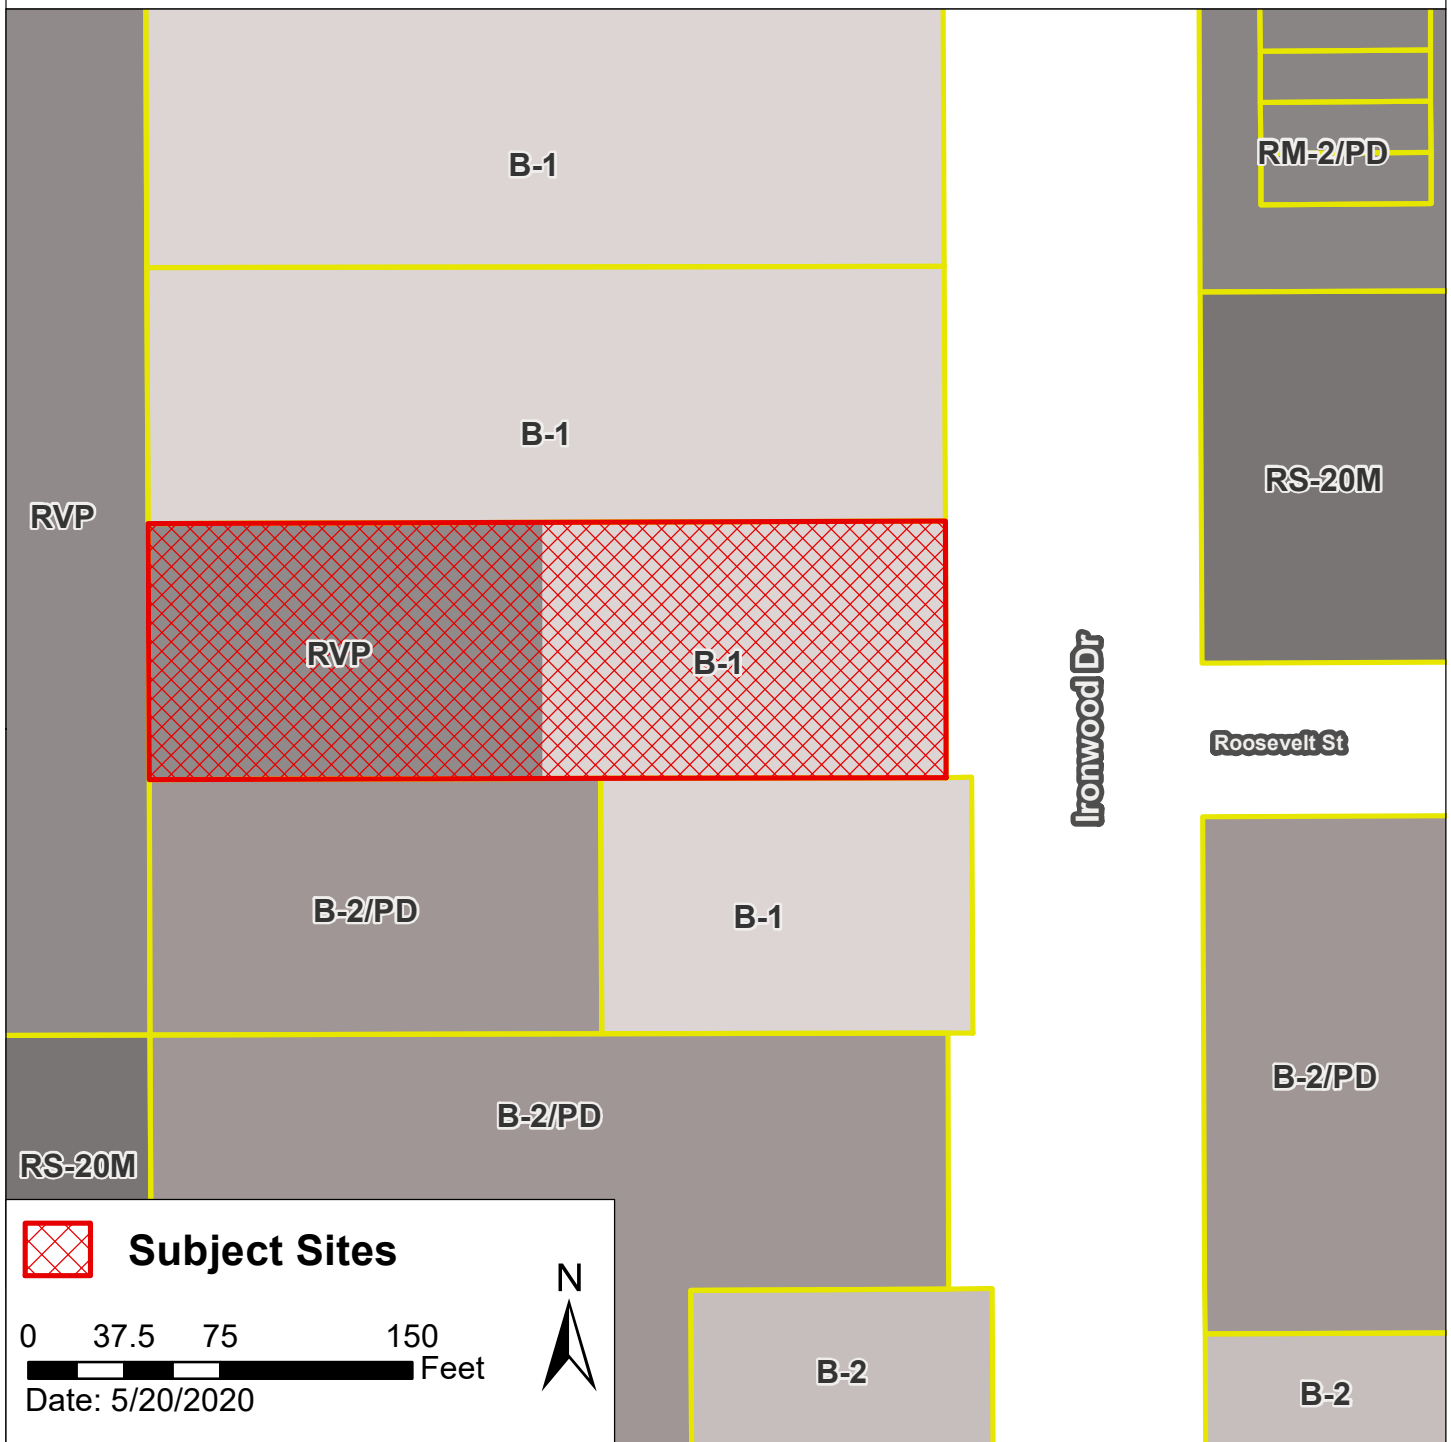 B-1
RM-2/PD
B-1
RS-20M
RVP
RVP
B-1
Ironwood Dr
Roosevelt St
B-2/PD
B-1
B-2/PD
B-2/PD
RS-20M
Subject Sites
N
0 37.5 75 150
Feet
Date: 5/20/2020
B-2
B-2